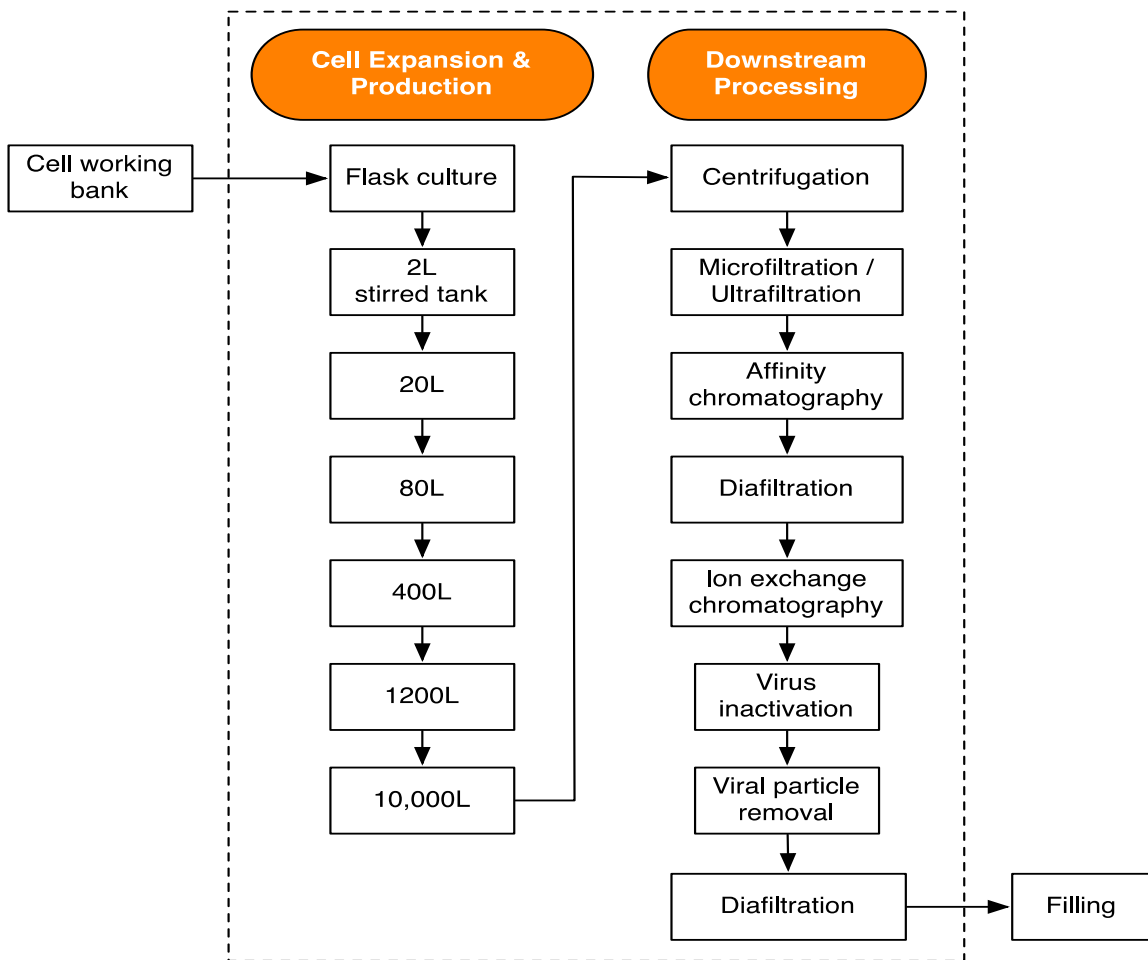 Cell Expansion &
Production
Downstream
Processing
Cell working
bank
Flask culture
2L
stirred tank
20L
80L
400L
1200L
10,000L
Centrifugation
Microfiltration /
Ultrafiltration
Affinity
chromatography
Diafiltration
Ion exchange
chromatography
Virus
inactivation
Viral particle
removal
Diafiltration
Filling